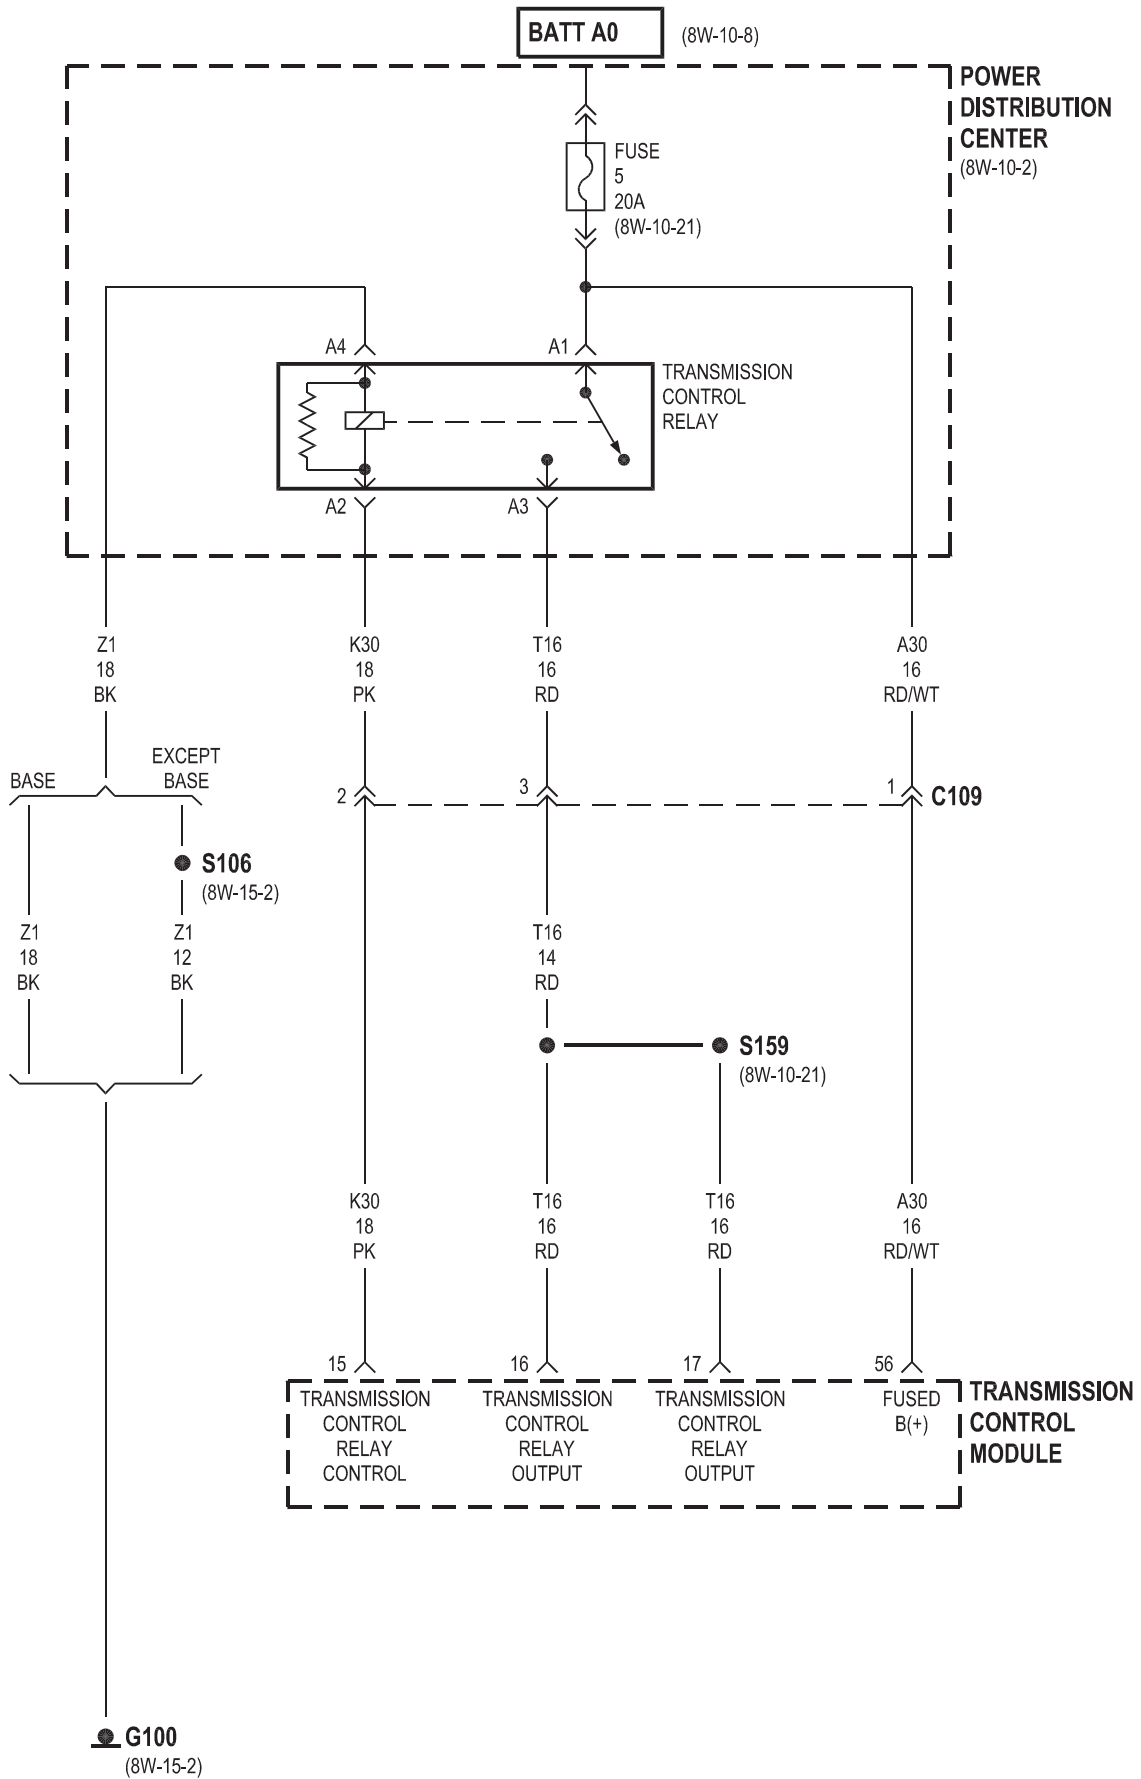 BATT A0
(8W-10-8)
POWER
DISTRIBUTION
CENTER
(8W-10-2)
FUSE
5
20A
(8W-10-21)
A4
A1
TRANSMISSION
CONTROL
RELAY
A2
A3
Z1
18
BK
K30
18
PK
T16
16
RD
A30
16
RD/WT
BASE
EXCEPT
BASE
2
3
1
C109
S106
(8W-15-2)
Z1
18
BK
Z1
12
BK
T16
14
RD
S159
(8W-10-21)
K30
18
PK
T16
16
RD
T16
16
RD
A30
16
RD/WT
15
16
17
56
TRANSMISSION
CONTROL
RELAY
CONTROL
TRANSMISSION
CONTROL
RELAY
OUTPUT
TRANSMISSION
CONTROL
RELAY
OUTPUT
FUSED
B(+)
TRANSMISSION
CONTROL
MODULE
G100
(8W-15-2)